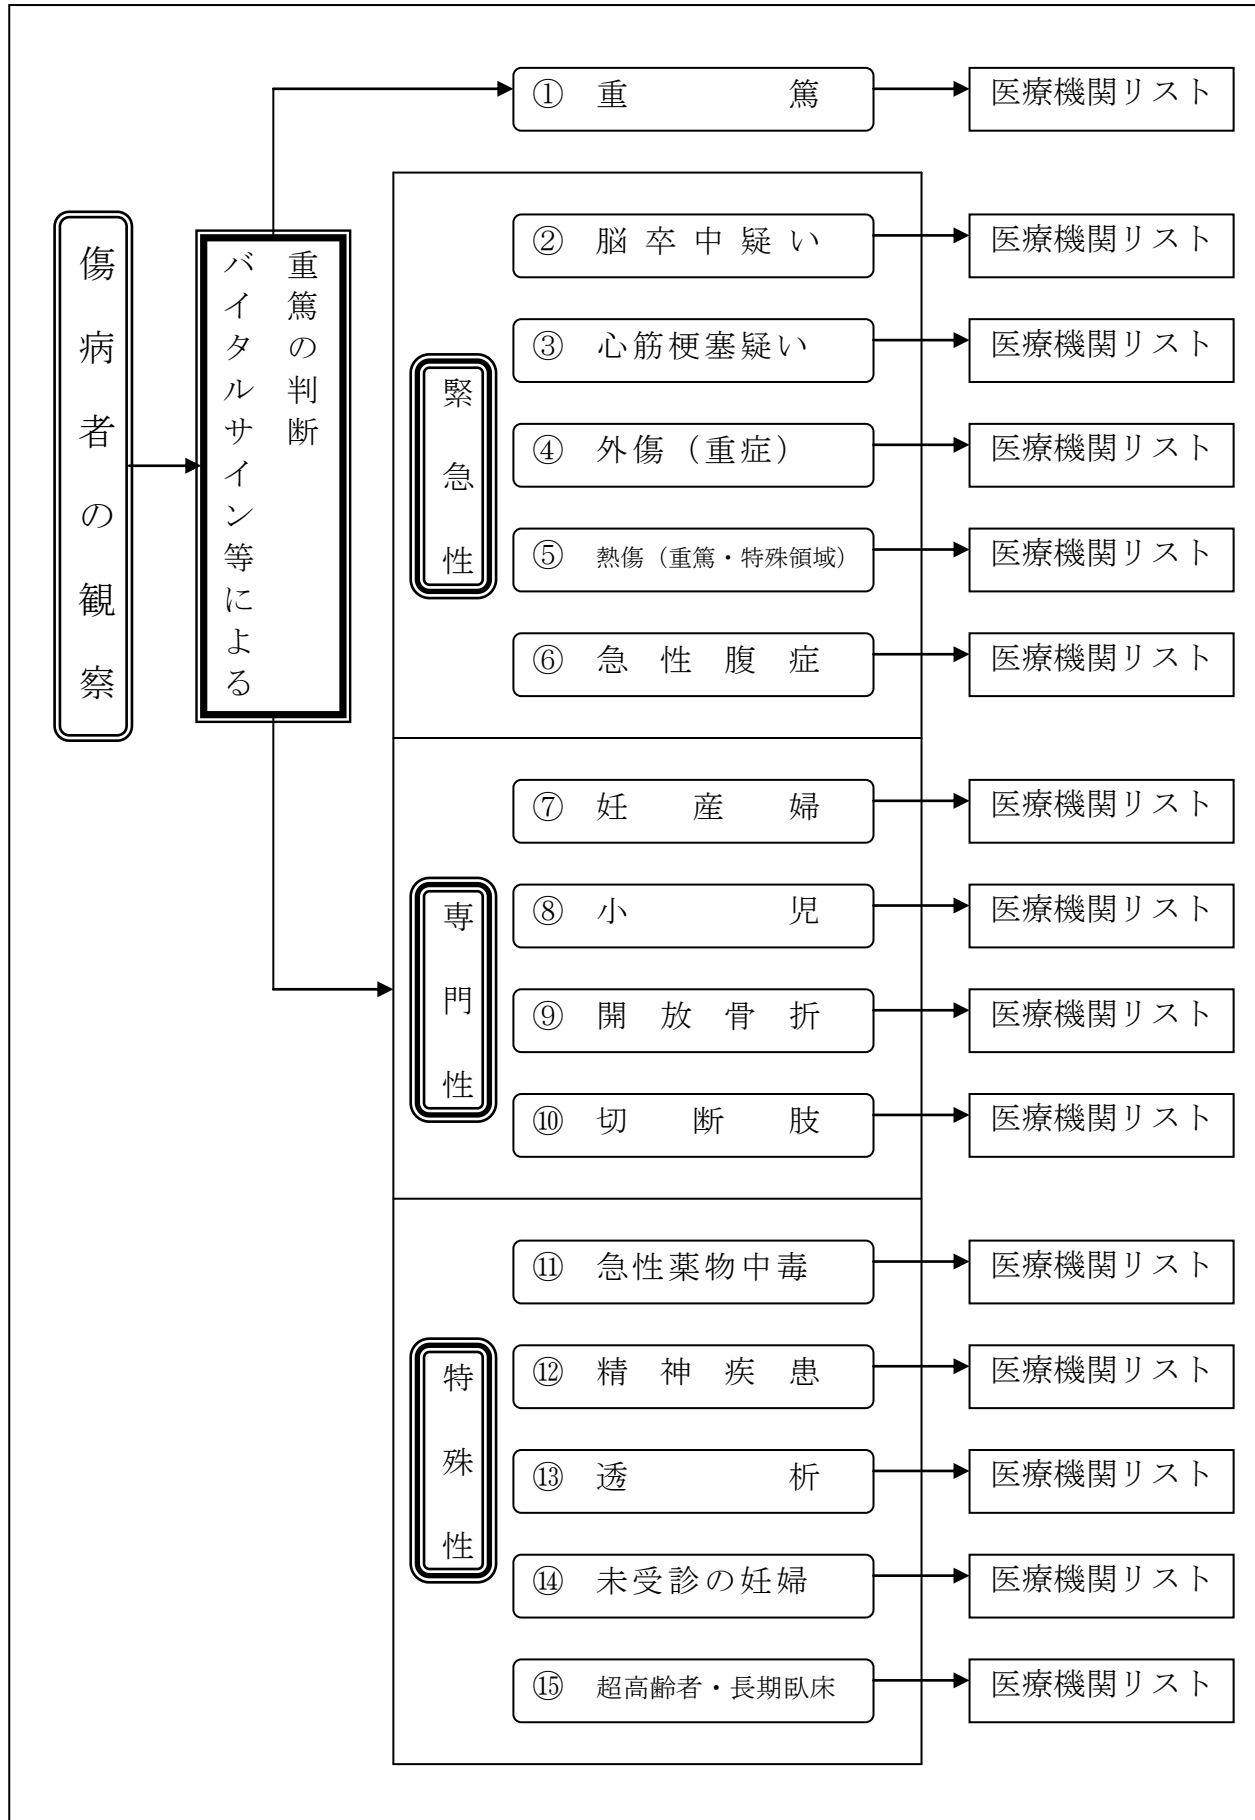 傷病者の観察
バイタルサイン等による
重篤の判断
① 重篤
医療機関リスト
緊急性
② 脳卒中疑い
医療機関リスト
③ 心筋梗塞疑い
医療機関リスト
④ 外傷（重症）
医療機関リスト
⑤ 熱傷（重篤・特殊領域）
医療機関リスト
⑥ 急性腹症
医療機関リスト
専門性
⑦ 妊産婦
医療機関リスト
⑧ 小児
医療機関リスト
⑨ 開放骨折
医療機関リスト
⑩ 切断肢
医療機関リスト
特殊性
⑪ 急性薬物中毒
医療機関リスト
⑫ 精神疾患
医療機関リスト
⑬ 透析
医療機関リスト
⑭ 未受診の妊婦
医療機関リスト
⑮ 超高齢者・長期臥床
医療機関リスト